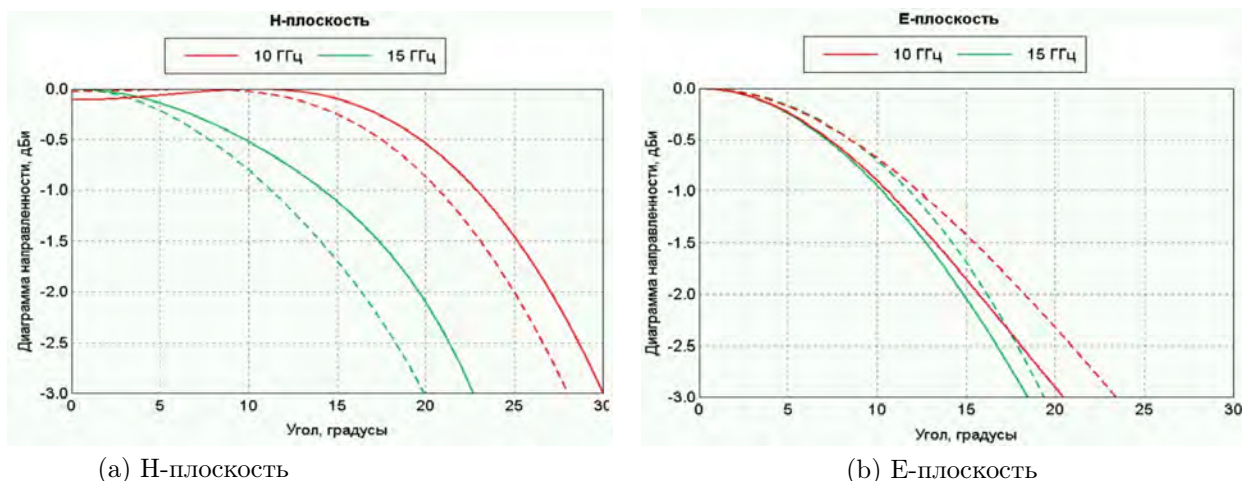 H-плоскость
10 ГГц 15 ГГц
Диаграмма направленности, дБи
0.0
-0.5
-1.0
-1.5
-2.0
-2.5
-3.0
0 5 10 15 20 25 30
Угол, градусы
(a) H-плоскость
E-плоскость
10 ГГц 15 ГГц
Диаграмма направленности, дБи
0.0
-0.5
-1.0
-1.5
-2.0
-2.5
-3.0
0 5 10 15 20 25 30
Угол, градусы
(b) E-плоскость